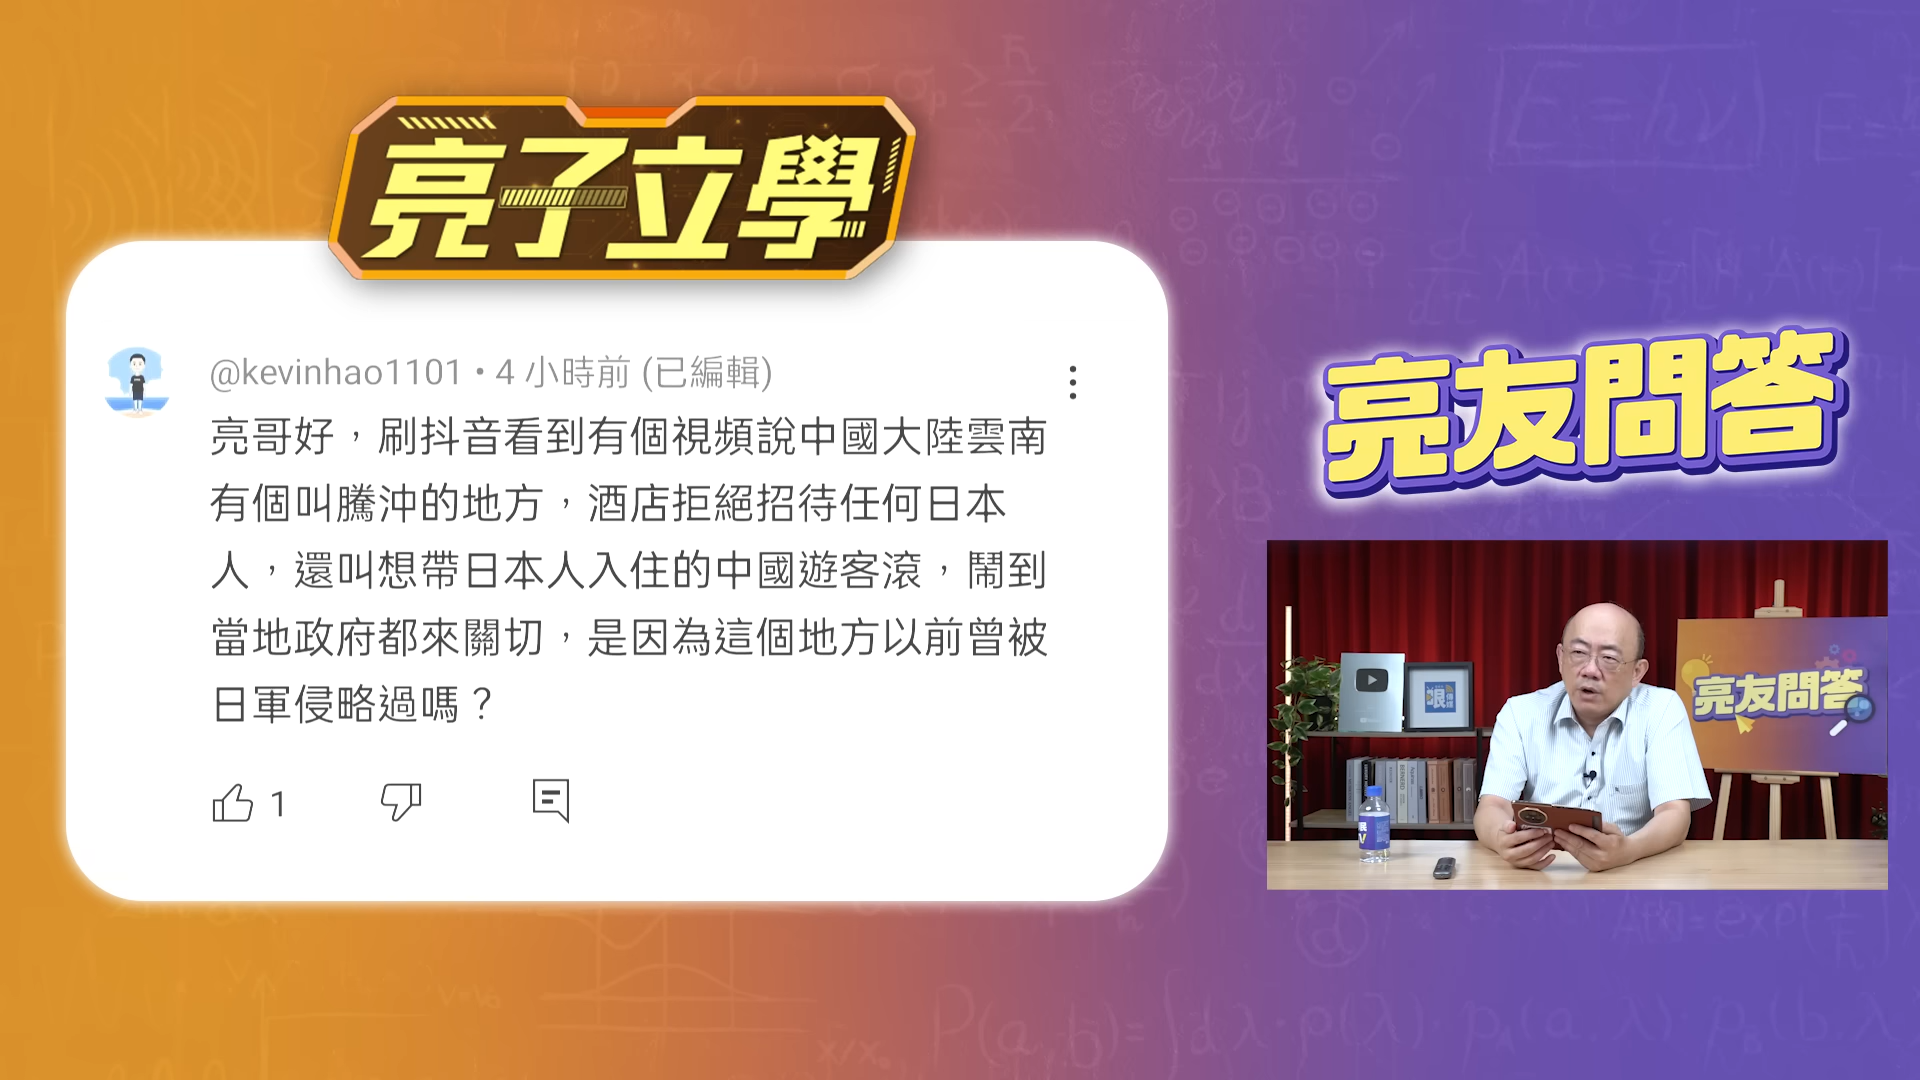 亮了立學
@kevinhao1101 • 4 小時前 (已編輯)
亮哥好，刷抖音看到有個視頻說中國大陸雲南
有個叫騰沖的地方，酒店拒絕招待任何日本
人，還叫想帶日本人入住的中國遊客滾，鬧到
當地政府都來關切，是因為這個地方以前曾被
日軍侵略過嗎？
1
亮友問答
亮友問答